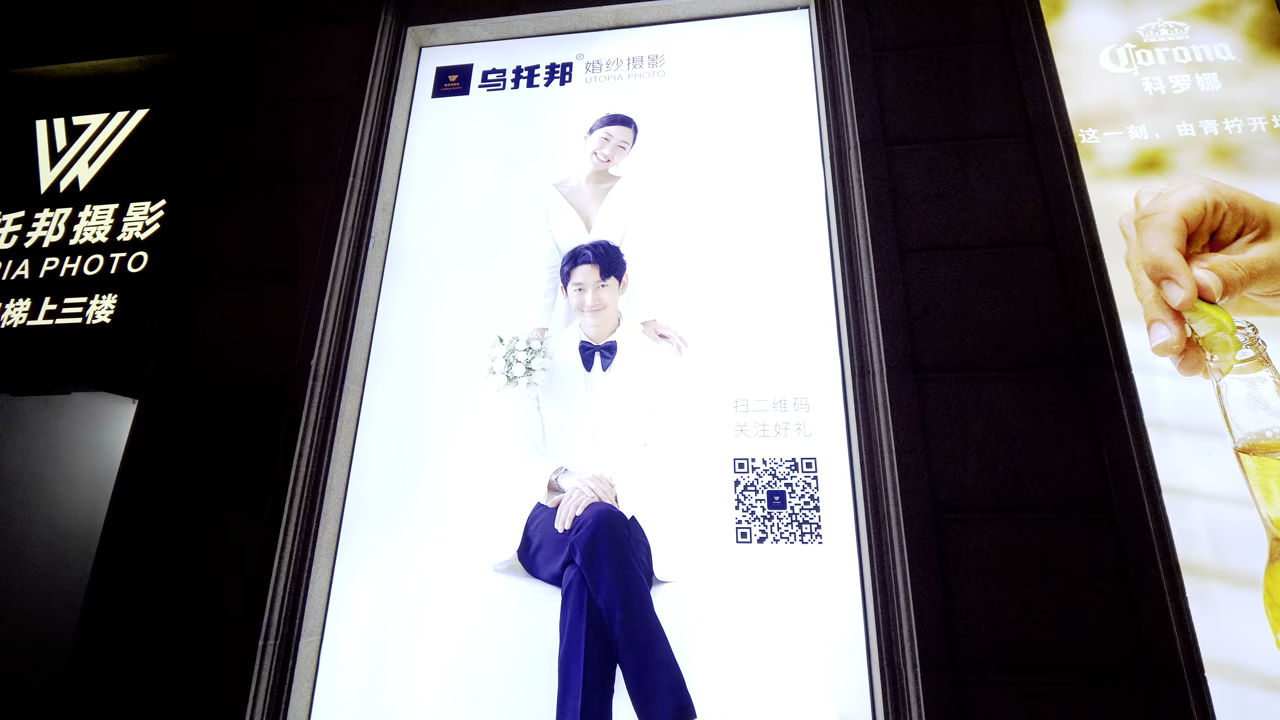 托邦摄影
PIA PHOTO
梯上三楼
乌托邦® 婚纱摄影
UTOPIA PHOTO
扫二维码
关注好礼
Corona
科罗娜
这一刻，由青柠开